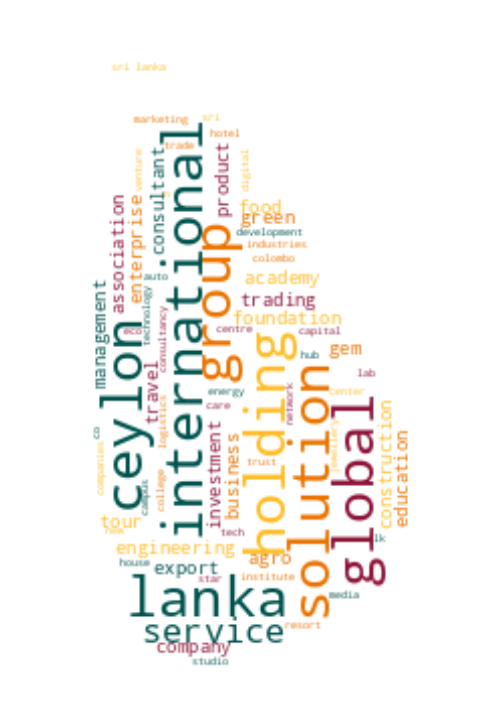 sri lanka
marketing
sri
hotel
trade
international
product
digital
venture
.consultant
association
enterprise
food
green
development
industries
group
colombo
auto
academy
management
technology
trading
foundation
ceylon
eco
consultancy
centre
capital
holding
hub
gem
travel
solution
lab
energy
center
network
care
logistics
global
construction
jewellery
investment
business
education
co
companies
trust
college
campus
tour
new
tech
lk
engineering
agro
house
export
star
institute
lanka
media
service
resort
company
studio